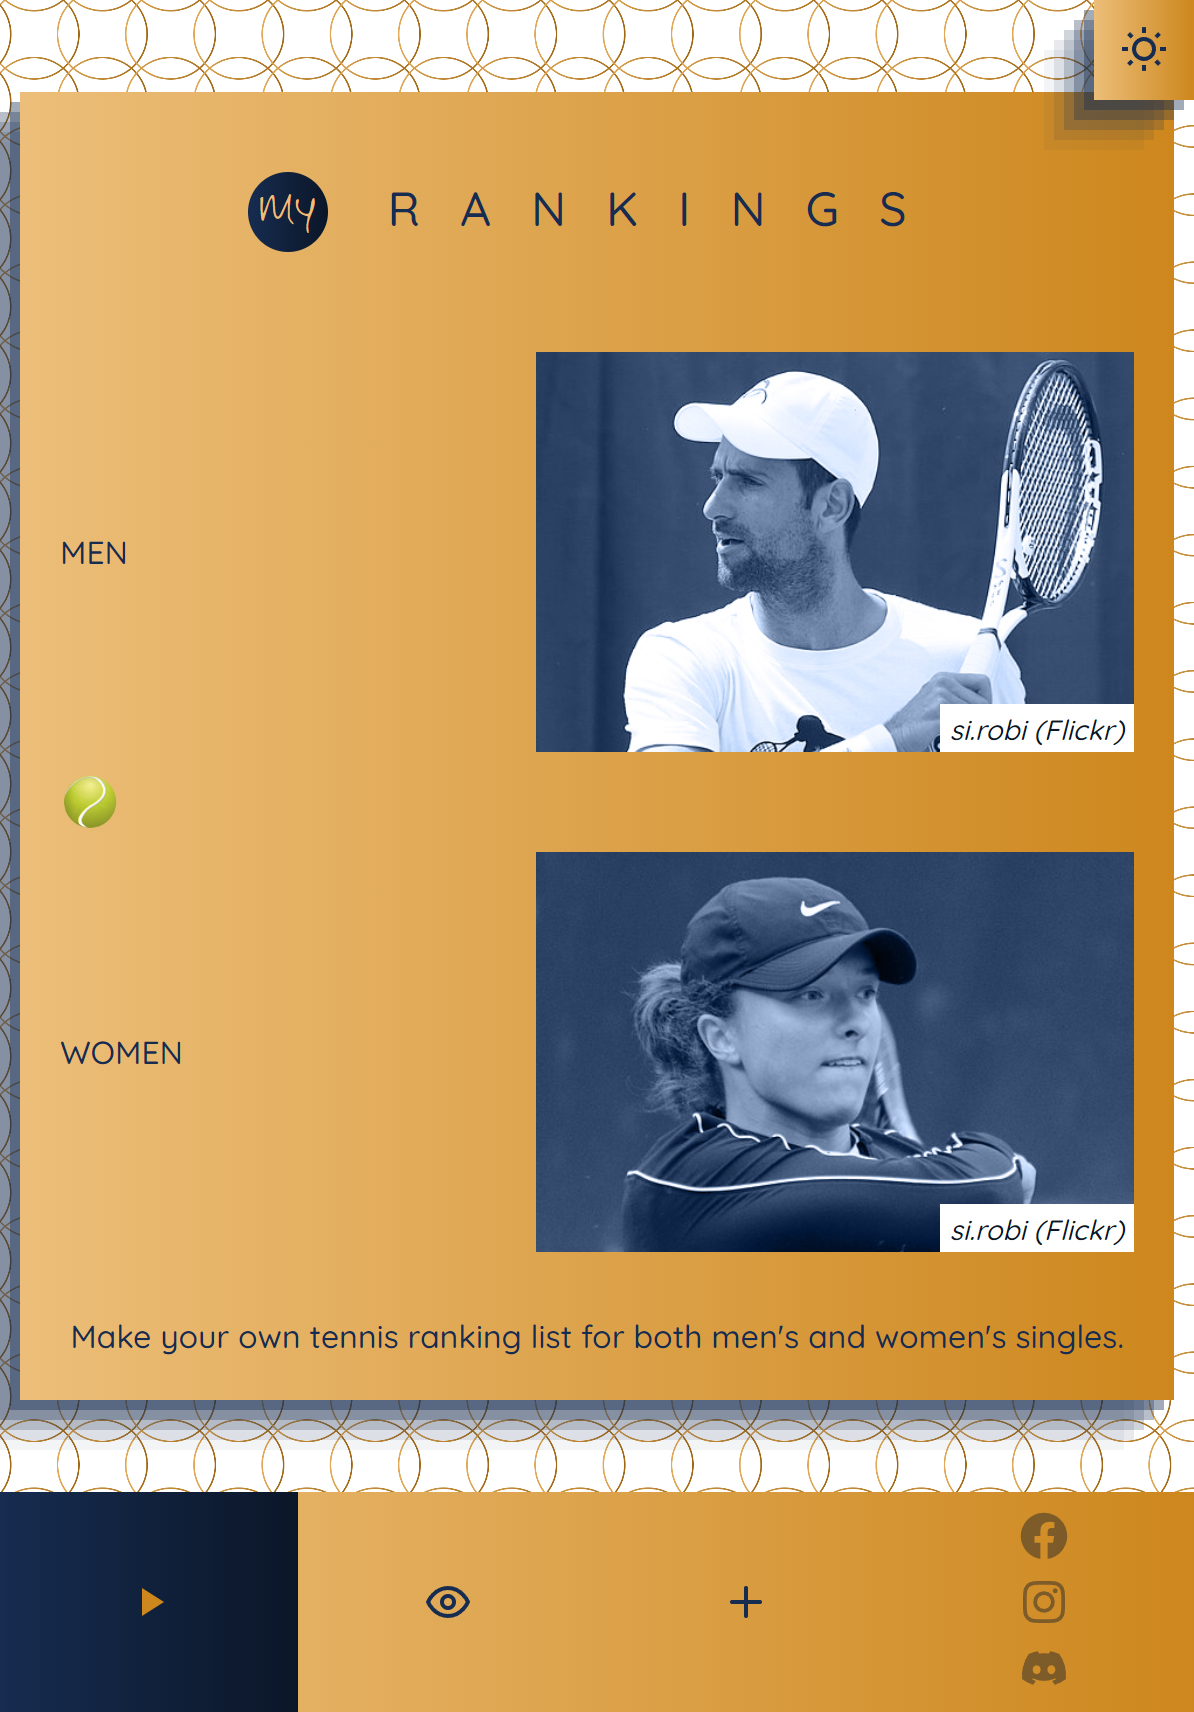 My RANKINGS
MEN
si.robi (Flickr)
WOMEN
si.robi (Flickr)
Make your own tennis ranking list for both men's and women's singles.